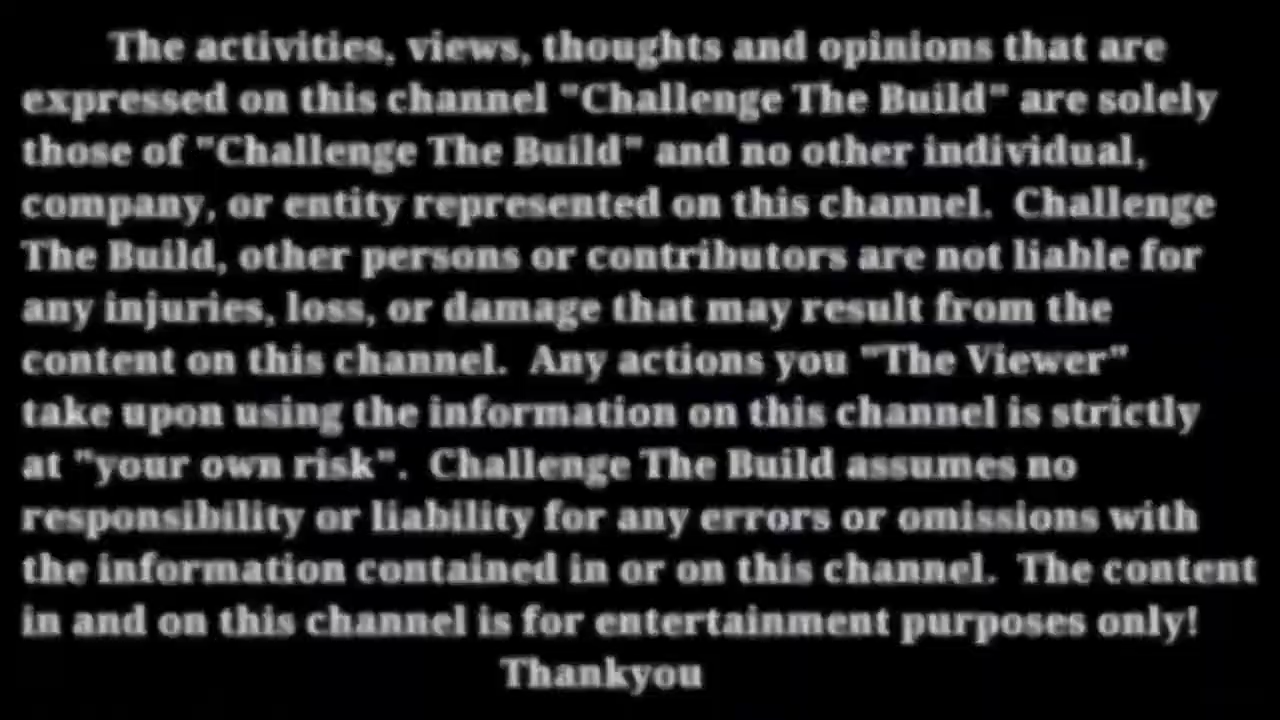 The activities, views, thoughts and opinions that are
expressed on this channel "Challenge The Build" are solely
those of "Challenge The Build" and no other individual,
company, or entity represented on this channel.  Challenge
The Build, other persons or contributors are not liable for
any injuries, loss, or damage that may result from the
content on this channel.  Any actions you "The Viewer"
take upon using the information on this channel is strictly
at "your own risk".  Challenge The Build assumes no
responsibility or liability for any errors or omissions with
the information contained in or on this channel.  The content
in and on this channel is for entertainment purposes only!
Thankyou